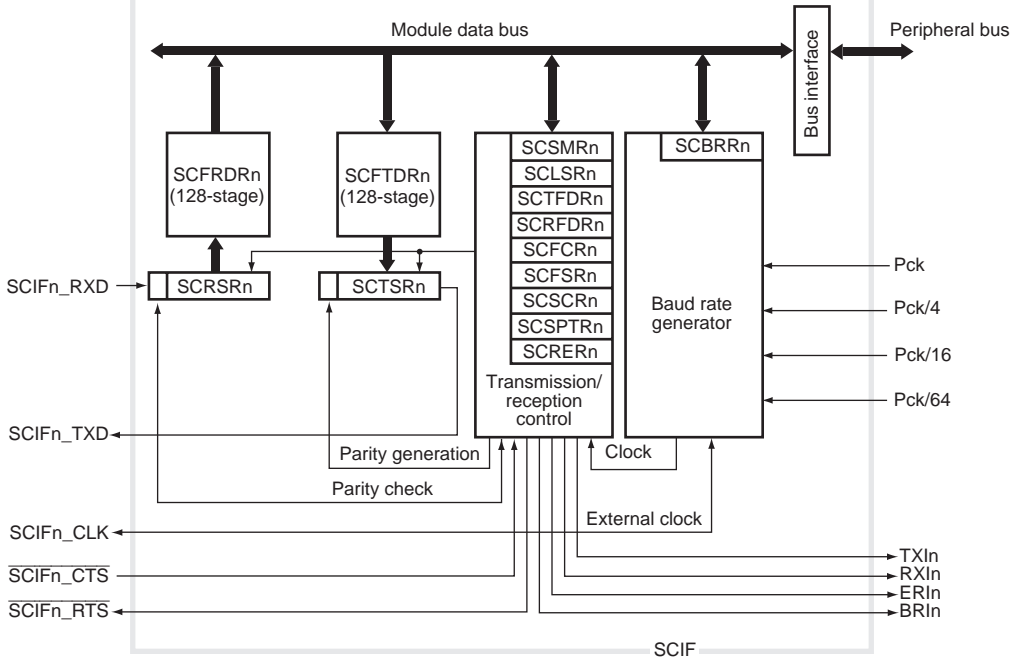 Module data bus
Peripheral bus
Bus interface
SCFRDRn
(128-stage)
SCFTDRn
(128-stage)
SCSMRn
SCLSRn
SCTFDRn
SCRFDRn
SCFCRn
SCFSRn
SCSCRn
SCSPTRn
SCRERn
Transmission/
reception
control
SCBRRn
Baud rate
generator
SCIFn_RXD
SCRSRn
SCTSRn
Pck
Pck/4
Pck/16
Pck/64
SCIFn_TXD
Parity generation
Clock
Parity check
SCIFn_CLK
External clock
SCIFn_CTS
SCIFn_RTS
TXIn
RXIn
ERIn
BRIn
SCIF